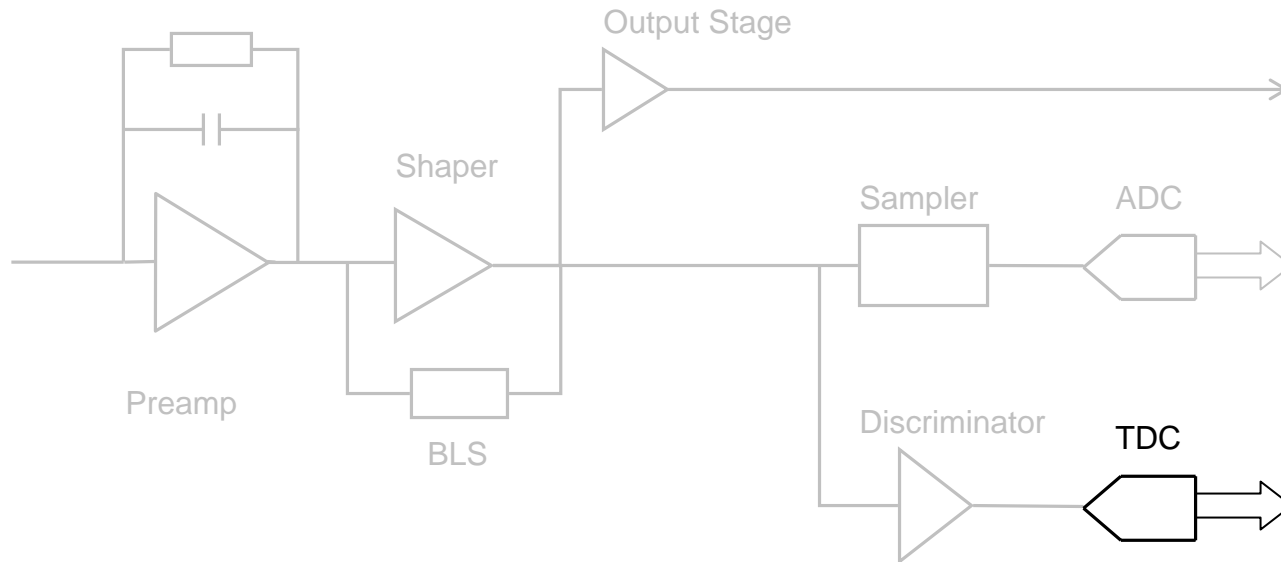 Output Stage
Shaper
Sampler
ADC
Preamp
BLS
Discriminator
TDC